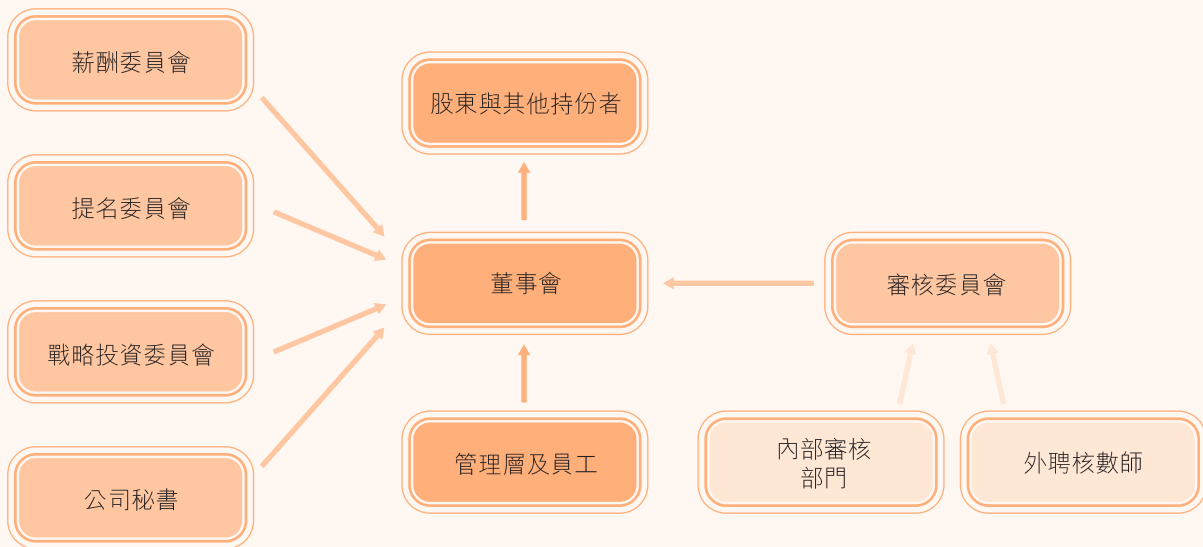 薪酬委員會
提名委員會
戰略投資委員會
公司秘書
股東與其他持份者
董事會
管理層及員工
審核委員會
內部審核
部門
外聘核數師